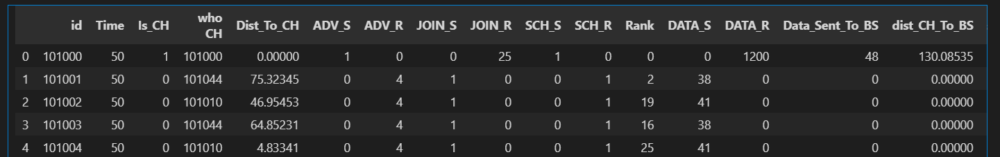 id Time Is_CH who CH Dist_To_CH ADV_S ADV_R JOIN_S JOIN_R SCH_S SCH_R Rank DATA_S DATA_R Data_Sent_To_BS dist_CH_To_BS
0 101000 50 1 101000 0.00000 1 0 0 25 1 0 0 0 1200 48 130.08535
1 101001 50 0 101044 75.32345 0 4 1 0 0 1 2 38 0 0 0.00000
2 101002 50 0 101010 46.95453 0 4 1 0 0 1 19 41 0 0 0.00000
3 101003 50 0 101044 64.85231 0 4 1 0 0 1 16 38 0 0 0.00000
4 101004 50 0 101010 4.83341 0 4 1 0 0 1 25 41 0 0 0.00000